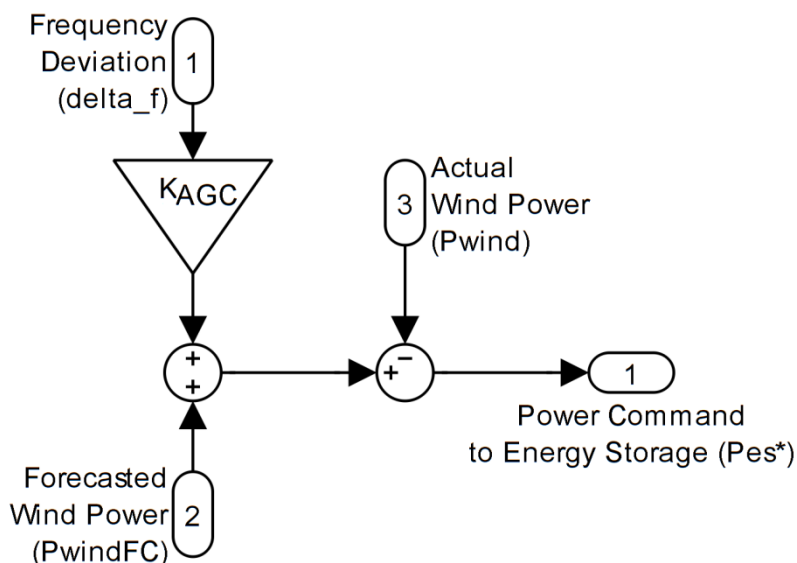 Frequency
Deviation
(delta_f)
1
KAGC
3
Actual
Wind Power
(Pwind)
+
+
+
−
1
Power Command
to Energy Storage (Pes*)
Forecasted
Wind Power
(PwindFC)
2